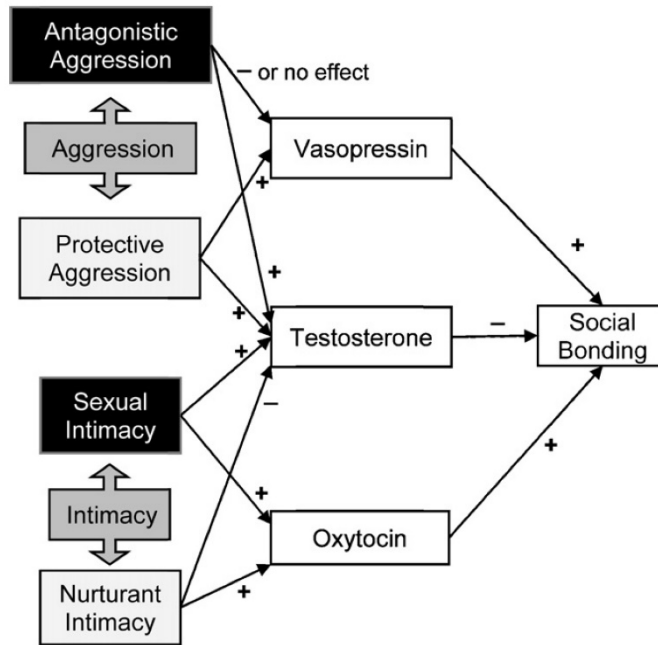 Antagonistic
Aggression
− or no effect
Vasopressin
Aggression
+
Protective
Aggression
+
+
+
Testosterone
−
Social
Bonding
+
−
Sexual
Intimacy
+
+
Intimacy
Oxytocin
+
Nurturant
Intimacy